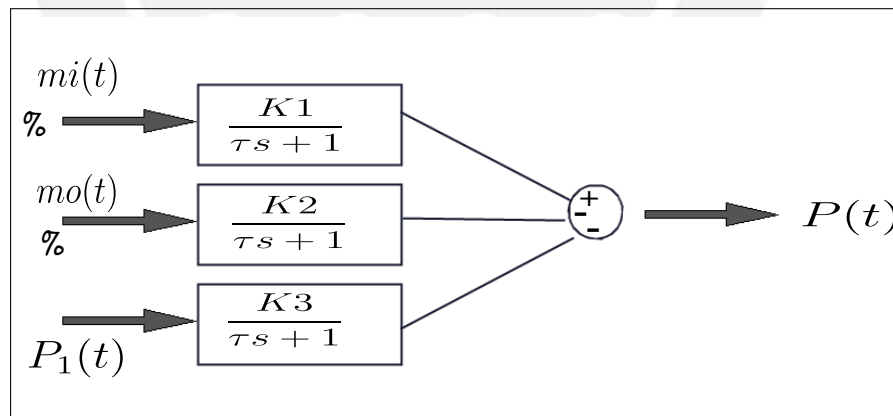 mi(t)
%
K1
τs + 1
mo(t)
%
K2
τs + 1
P₁(t)
K3
τs + 1
+
-
-
P(t)